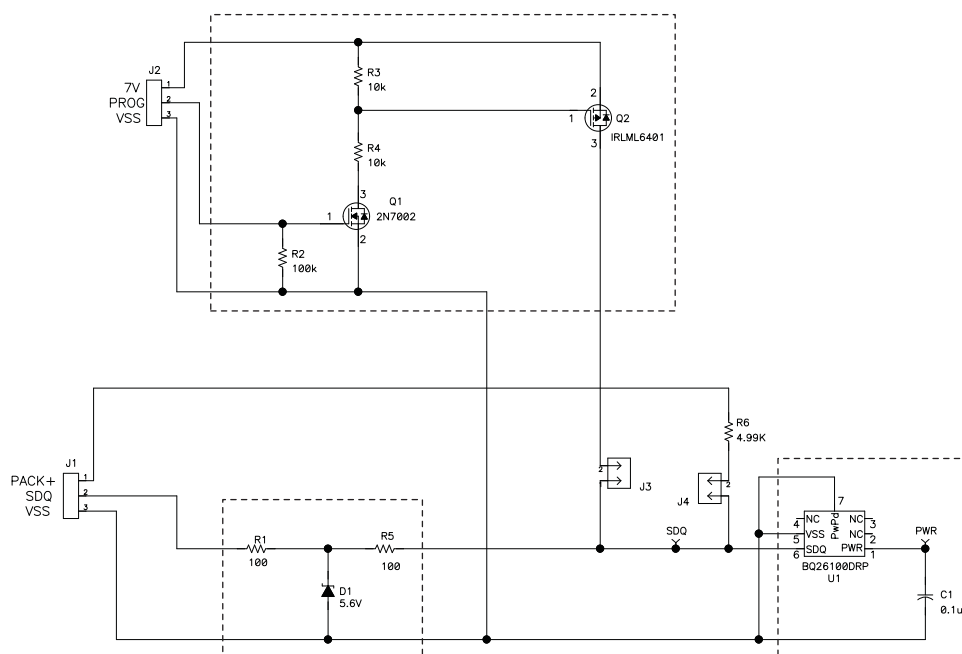 J2
7V 1
PROG 2
VSS 3
R3
10k
R4
10k
2
1 Q2
IRLML6401
3
3 Q1
1 2N7002
2
R2
100k
J1
PACK+ 1
SDQ 2
VSS 3
R6
4.99K
2
1
J3
2
1
J4
R1
100
R5
100
D1
5.6V
SDQ
7
PwPd
4 NC NC 3
5 VSS NC 2
6 SDQ PWR 1
BQ26100DRP
U1
PWR
C1
0.1u